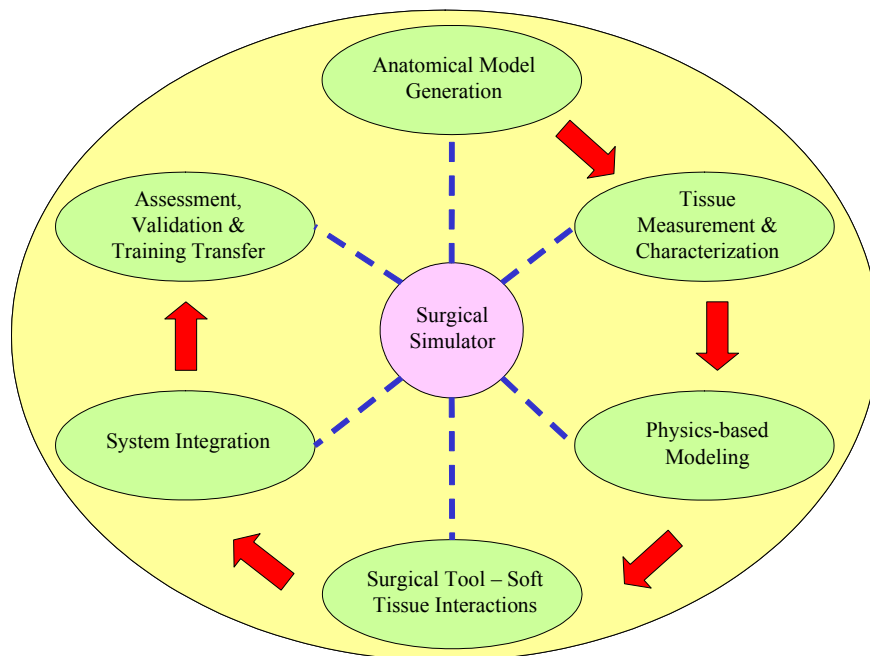 Anatomical Model
Generation
Assessment,
Validation &
Training Transfer
Tissue
Measurement &
Characterization
Surgical
Simulator
System Integration
Physics-based
Modeling
Surgical Tool – Soft
Tissue Interactions